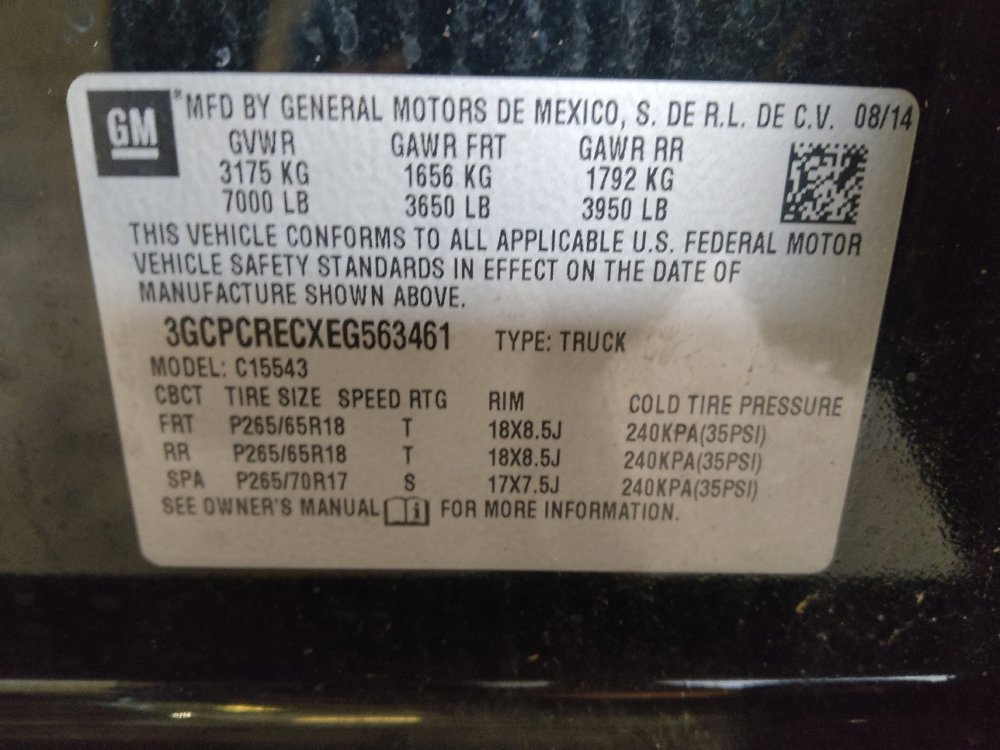 GM MFD BY GENERAL MOTORS DE MEXICO, S. DE R.L. DE C.V. 08/14
GVWR GAWR FRT GAWR RR
3175 KG 1656 KG 1792 KG
7000 LB 3650 LB 3950 LB
THIS VEHICLE CONFORMS TO ALL APPLICABLE U.S. FEDERAL MOTOR
VEHICLE SAFETY STANDARDS IN EFFECT ON THE DATE OF
MANUFACTURE SHOWN ABOVE.
3GCPCRECXEG563461 TYPE: TRUCK
MODEL: C15543
CBCT TIRE SIZE SPEED RTG RIM COLD TIRE PRESSURE
FRT P265/65R18 T 18X8.5J 240KPA(35PSI)
RR P265/65R18 T 18X8.5J 240KPA(35PSI)
SPA P265/70R17 S 17X7.5J 240KPA(35PSI)
SEE OWNER'S MANUAL FOR MORE INFORMATION.